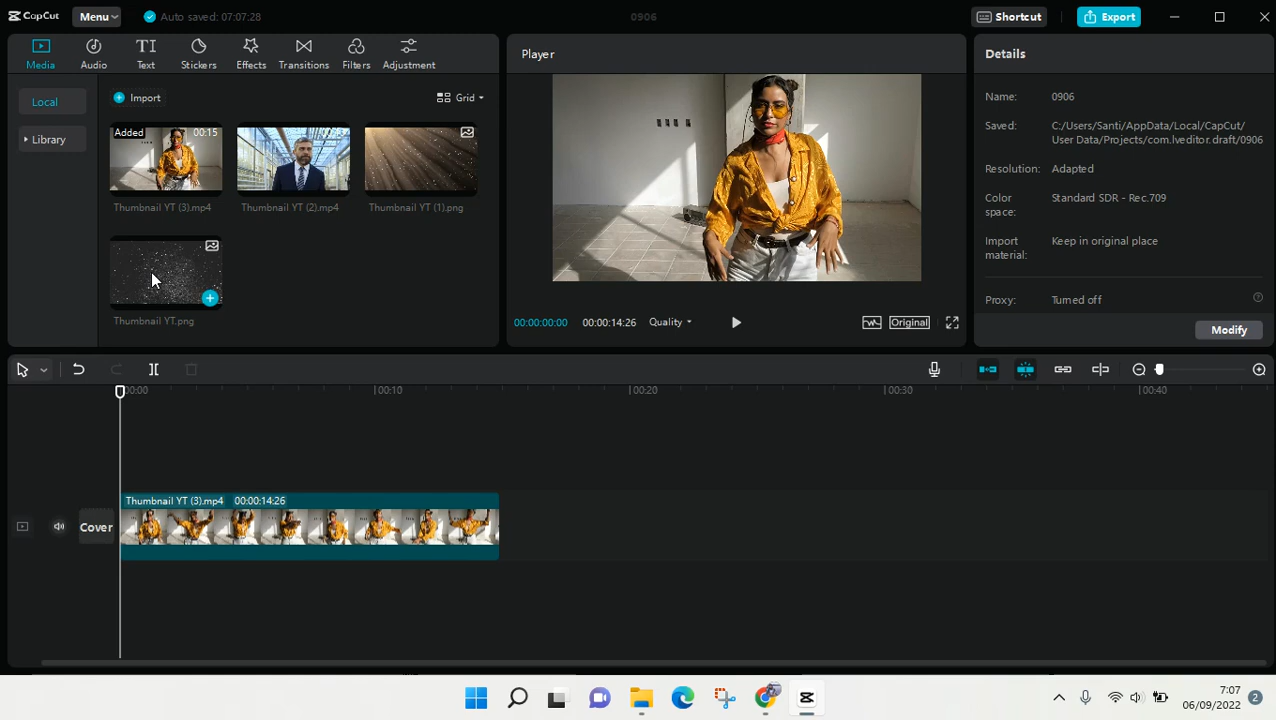 CapCut Menu Auto saved: 07:07:28 0906 Shortcut Export
Media Audio Text Stickers Effects Transitions Filters Adjustment
Local
Library
Import Grid
Added 00:15
Thumbnail YT (3).mp4 Thumbnail YT (2).mp4 Thumbnail YT (1).png
Thumbnail YT.png
Player
00:00:00:00 00:00:14:26 Quality Original
Details
Name: 0906
Saved: C:/Users/Santi/AppData/Local/CapCut/
User Data/Projects/com.lveditor.draft/0906
Resolution: Adapted
Color space: Standard SDR - Rec.709
Import material: Keep in original place
Proxy: Turned off
Modify
00:00 00:10 00:20 00:30 00:40
Thumbnail YT (3).mp4 00:00:14:26
Cover
7:07
06/09/2022 2